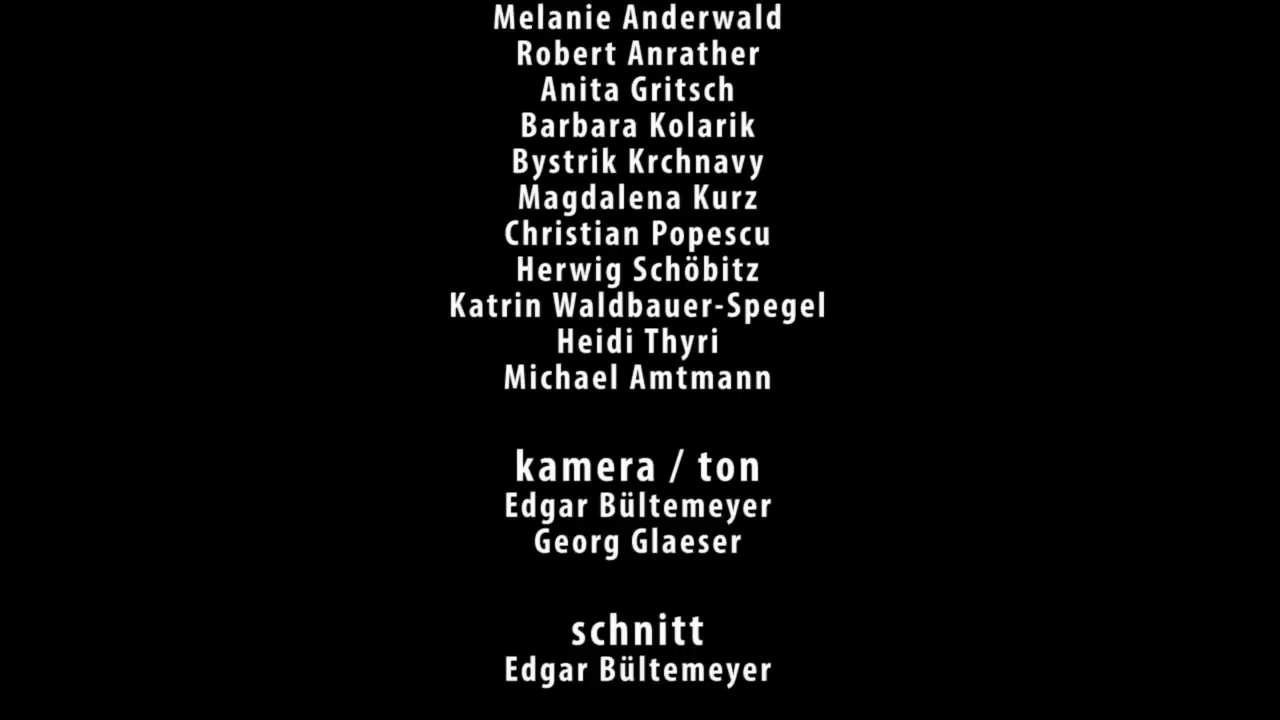 Melanie Anderwald
Robert Anrather
Anita Gritsch
Barbara Kolarik
Bystrik Krchnavy
Magdalena Kurz
Christian Popescu
Herwig Schöbitz
Katrin Waldbauer-Spegel
Heidi Thyri
Michael Amtmann
kamera / ton
Edgar Bültemeyer
Georg Glaeser
schnitt
Edgar Bültemeyer